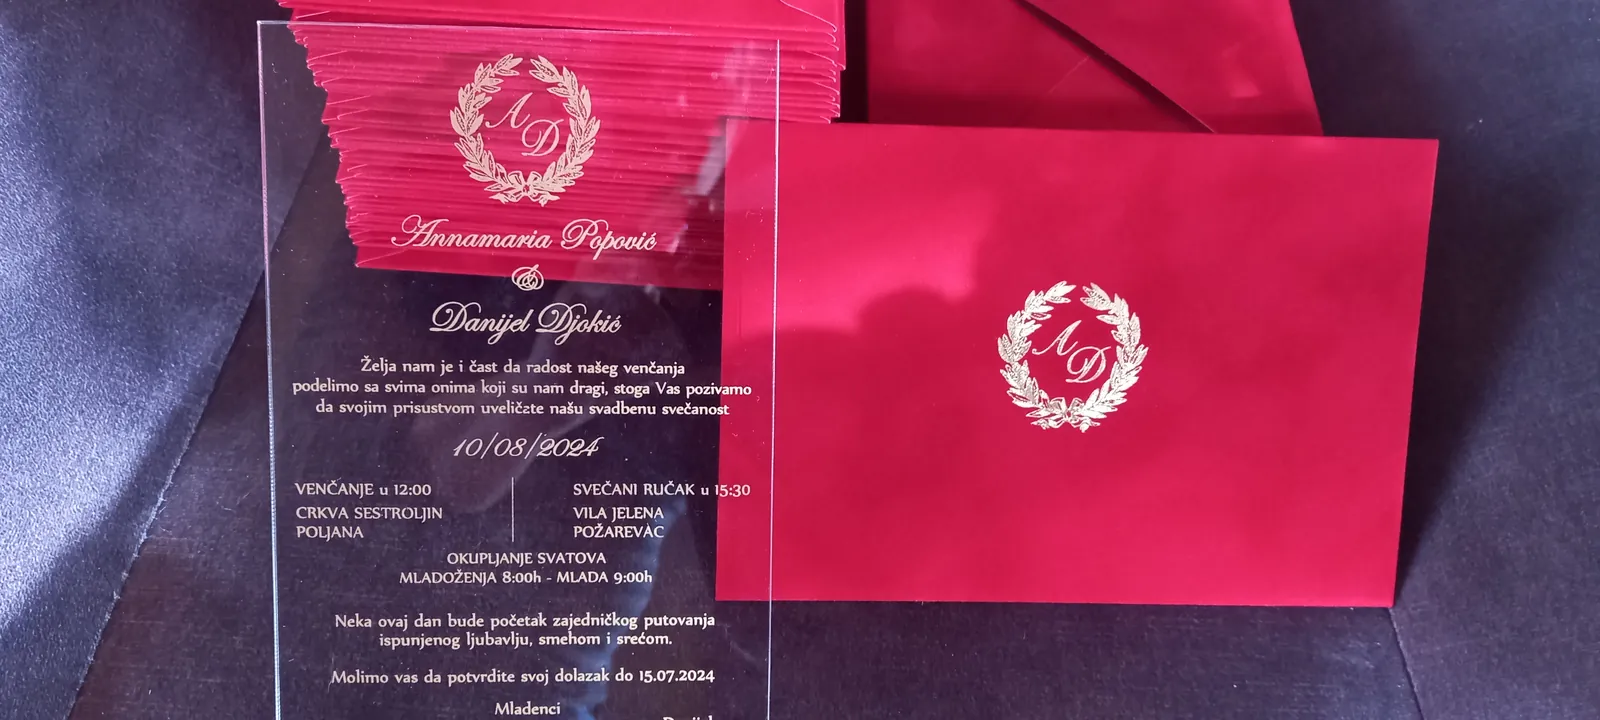 A D
Annamaria Popović
&
Danijel Djokić
Želja nam je i čast da radost našeg venčanja
podelimo sa svima onima koji su nam dragi, stoga Vas pozivamo
da svojim prisustvom uveličate našu svadbenu svečanost
10/08/2024
VENČANJE u 12:00
CRKVA SESTROLJIN
POLJANA
SVEČANI RUČAK u 15:30
VILA JELENA
POŽAREVAC
OKUPLJANJE SVATOVA
MLADOŽENJA 8:00h - MLADA 9:00h
Neka ovaj dan bude početak zajedničkog putovanja
ispunjenog ljubavlju, smehom i srećom.
Molimo vas da potvrdite svoj dolazak do 15.07.2024
Mladenci
A D